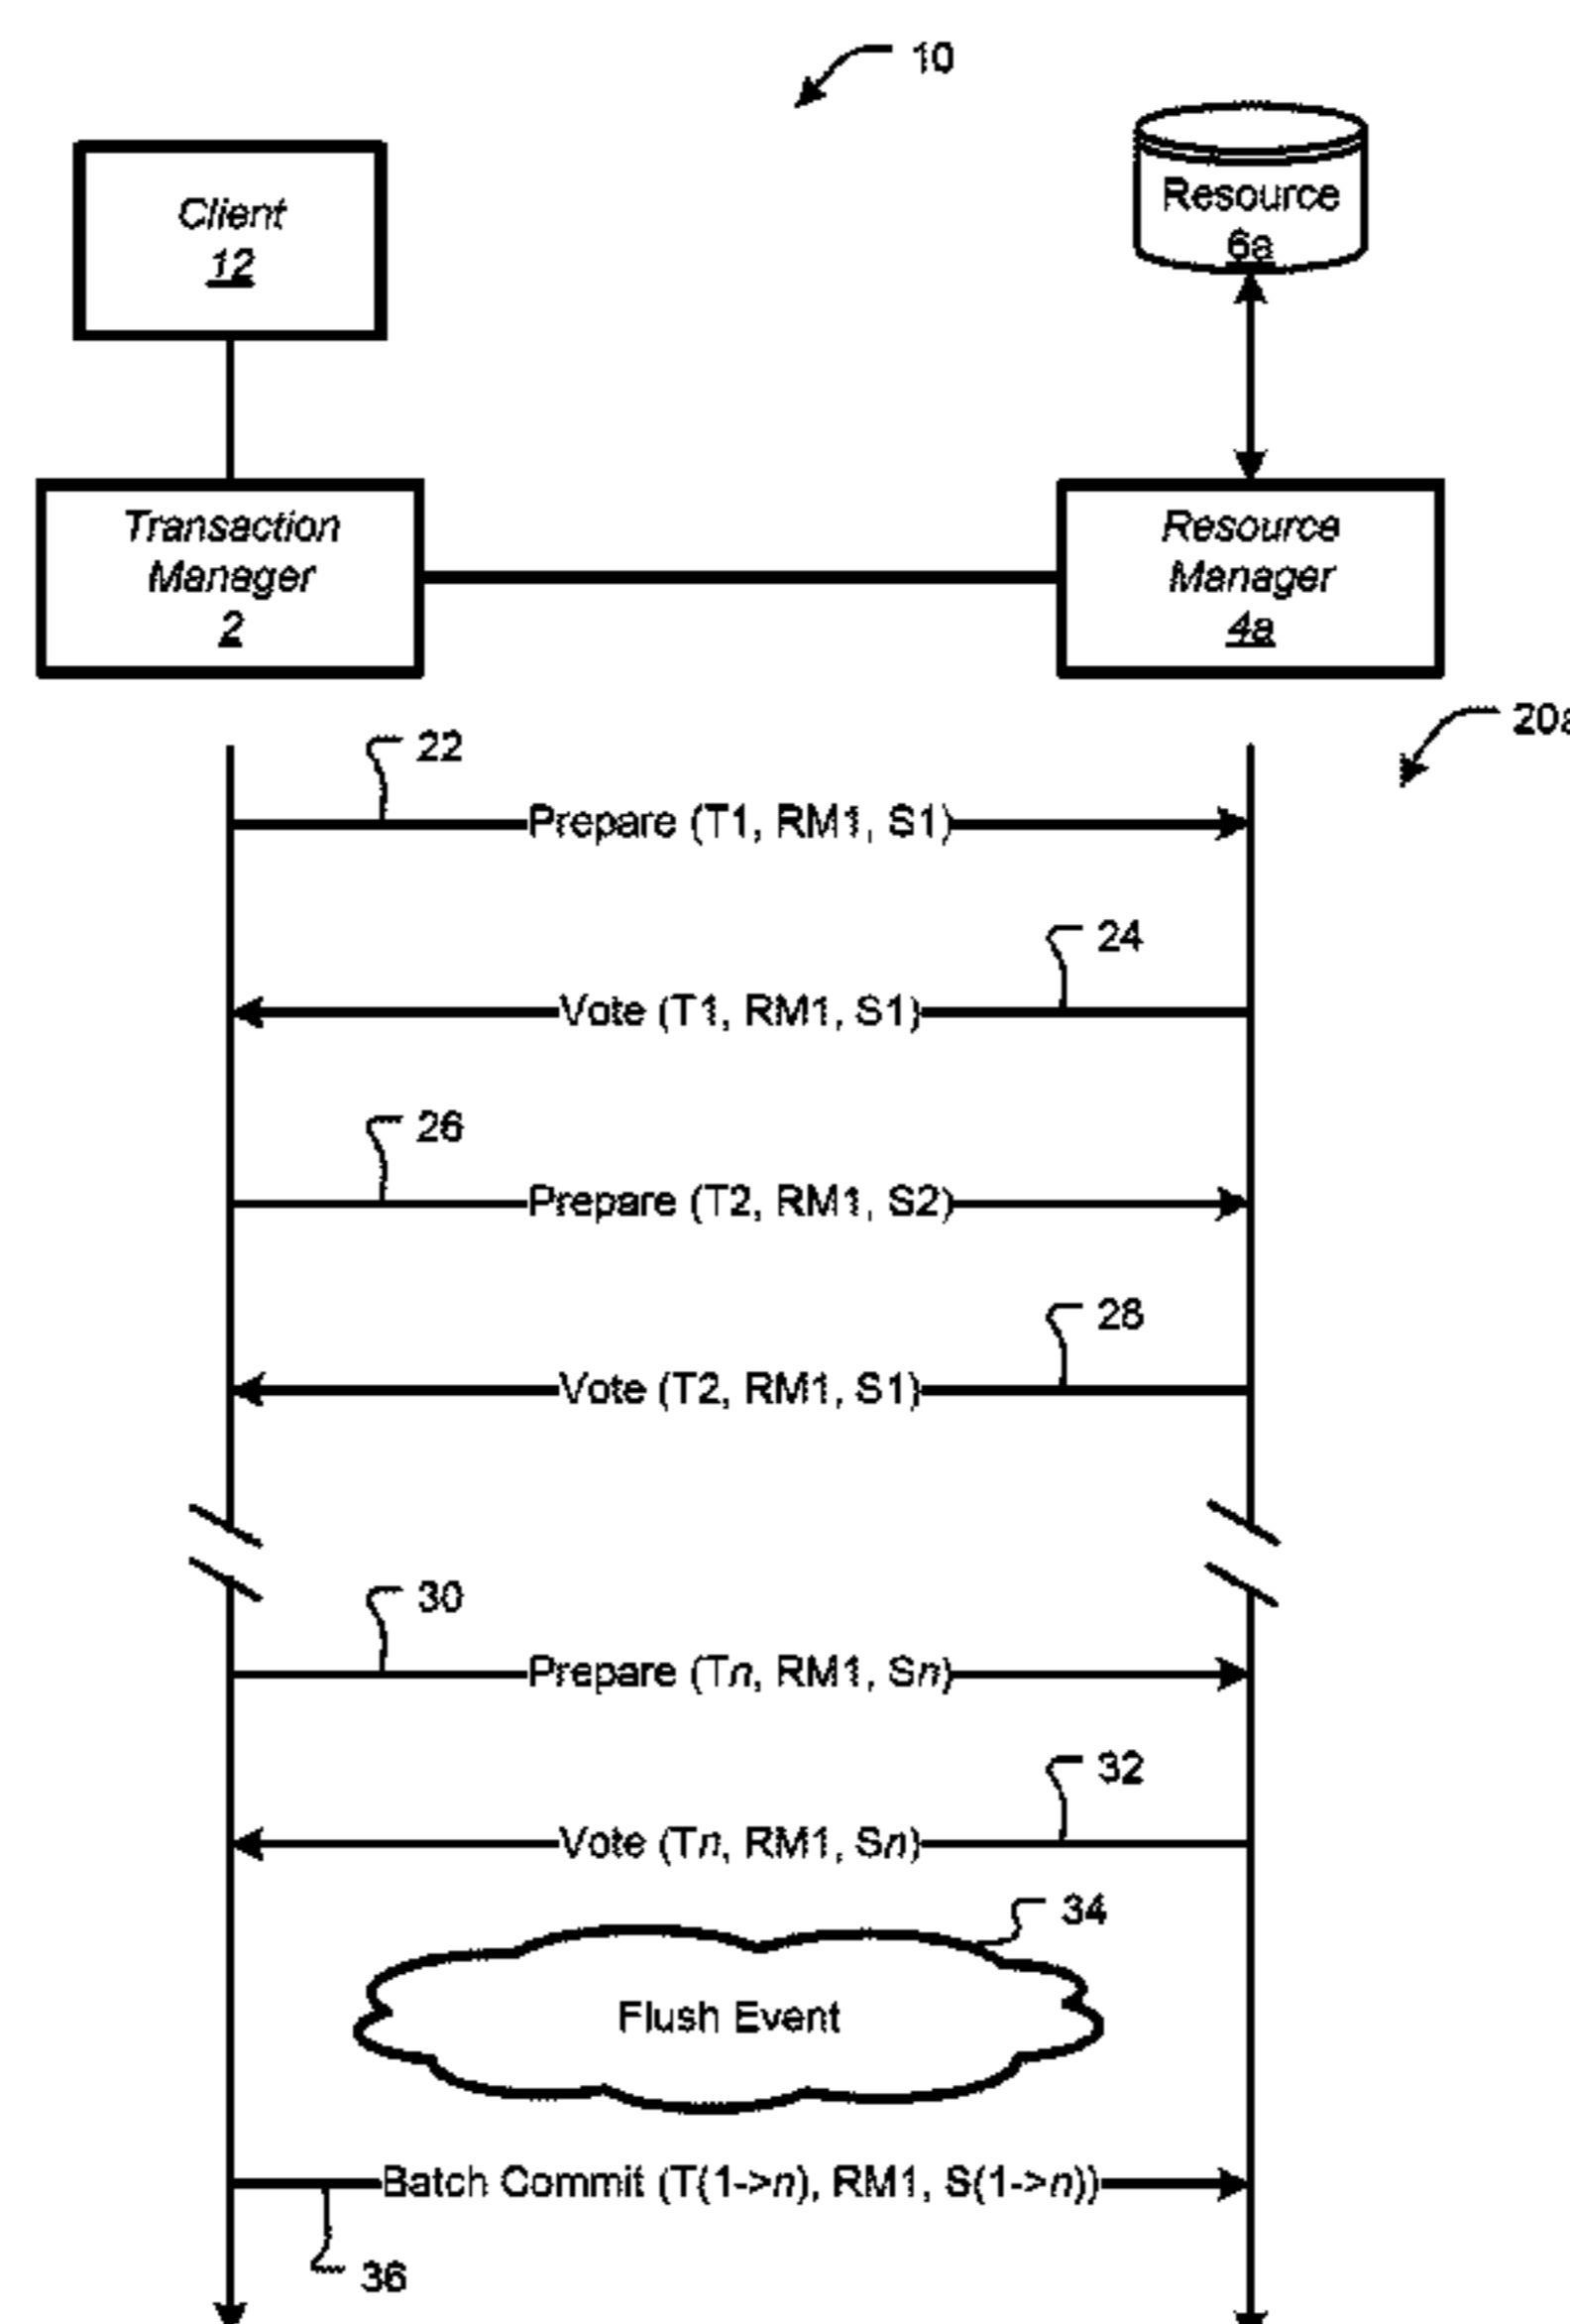 10
Client
12
Resource
6a
Transaction
Manager
2
Resource
Manager
4a
20a
22
Prepare (T1, RM1, S1)
24
Vote (T1, RM1, S1)
26
Prepare (T2, RM1, S2)
28
Vote (T2, RM1, S1)
30
Prepare (Tn, RM1, Sn)
32
Vote (Tn, RM1, Sn)
34
Flush Event
Batch Commit (T(1->n), RM1, S(1->n))
36